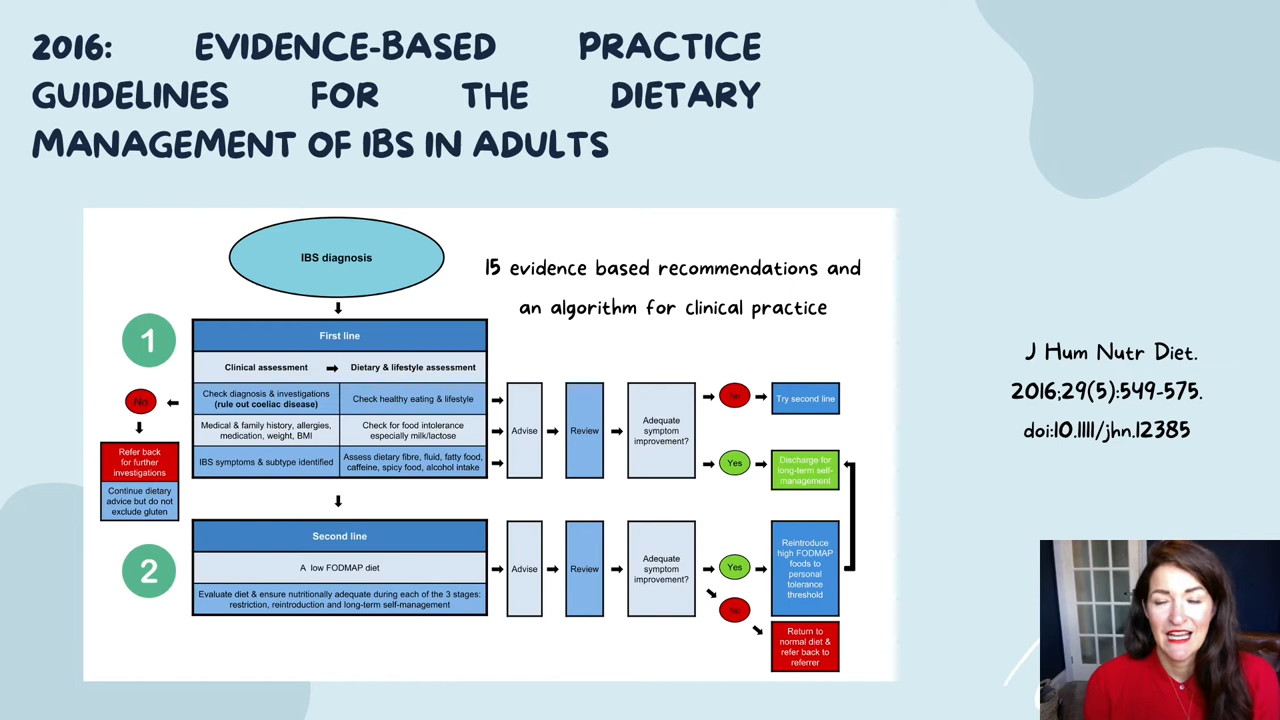 2016: EVIDENCE-BASED PRACTICE
GUIDELINES FOR THE DIETARY
MANAGEMENT OF IBS IN ADULTS
IBS diagnosis
15 evidence based recommendations and
an algorithm for clinical practice
1
First line
Clinical assessment
Dietary & lifestyle assessment
Check diagnosis & investigations
(rule out coeliac disease)
Check healthy eating & lifestyle
Medical & family history, allergies,
medication, weight, BMI
Check for food intolerance
especially milk/lactose
IBS symptoms & subtype identified
Assess dietary fibre, fluid, fatty food,
caffeine, spicy food, alcohol intake
No
Refer back
for further
investigations
Continue dietary
advice but do not
exclude gluten
Advise
Review
Adequate
symptom
improvement?
No
Try second line
Yes
Discharge for
long-term self-
management
2
Second line
A low FODMAP diet
Evaluate diet & ensure nutritionally adequate during each of the 3 stages:
restriction, reintroduction and long-term self-management
Advise
Review
Adequate
symptom
improvement?
Yes
Reintroduce
high FODMAP
foods to
personal
tolerance
threshold
No
Return to
normal diet &
refer back to
referrer
J Hum Nutr Diet.
2016;29(5):549-575.
doi:10.1111/jhn.12385